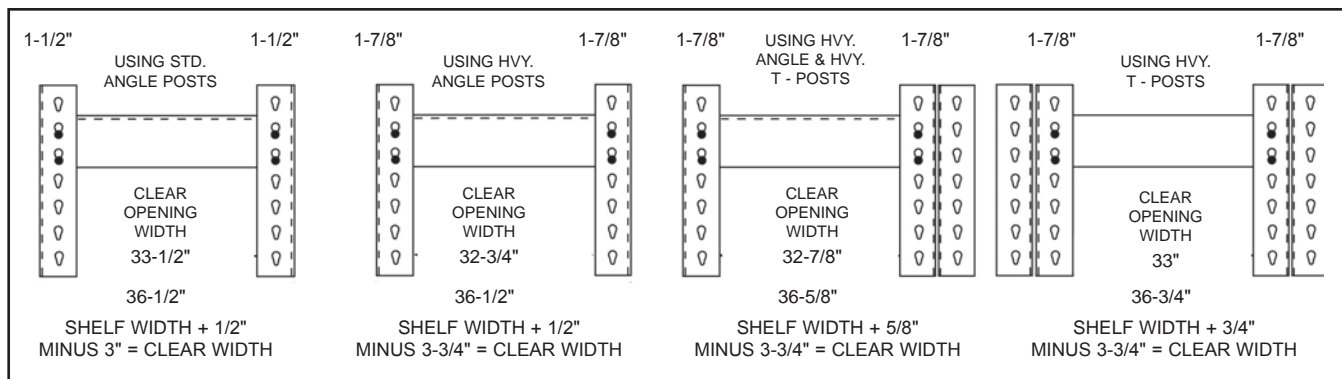 1-1/2"
1-1/2"
USING STD.
ANGLE POSTS
CLEAR
OPENING
WIDTH
33-1/2"
36-1/2"
SHELF WIDTH + 1/2"
MINUS 3" = CLEAR WIDTH
1-7/8"
1-7/8"
USING HVY.
ANGLE POSTS
CLEAR
OPENING
WIDTH
32-3/4"
36-1/2"
SHELF WIDTH + 1/2"
MINUS 3-3/4" = CLEAR WIDTH
1-7/8"
1-7/8"
USING HVY.
ANGLE & HVY.
T - POSTS
CLEAR
OPENING
WIDTH
32-7/8"
36-5/8"
SHELF WIDTH + 5/8"
MINUS 3-3/4" = CLEAR WIDTH
1-7/8"
1-7/8"
USING HVY.
T - POSTS
CLEAR
OPENING
WIDTH
33"
36-3/4"
SHELF WIDTH + 3/4"
MINUS 3-3/4" = CLEAR WIDTH